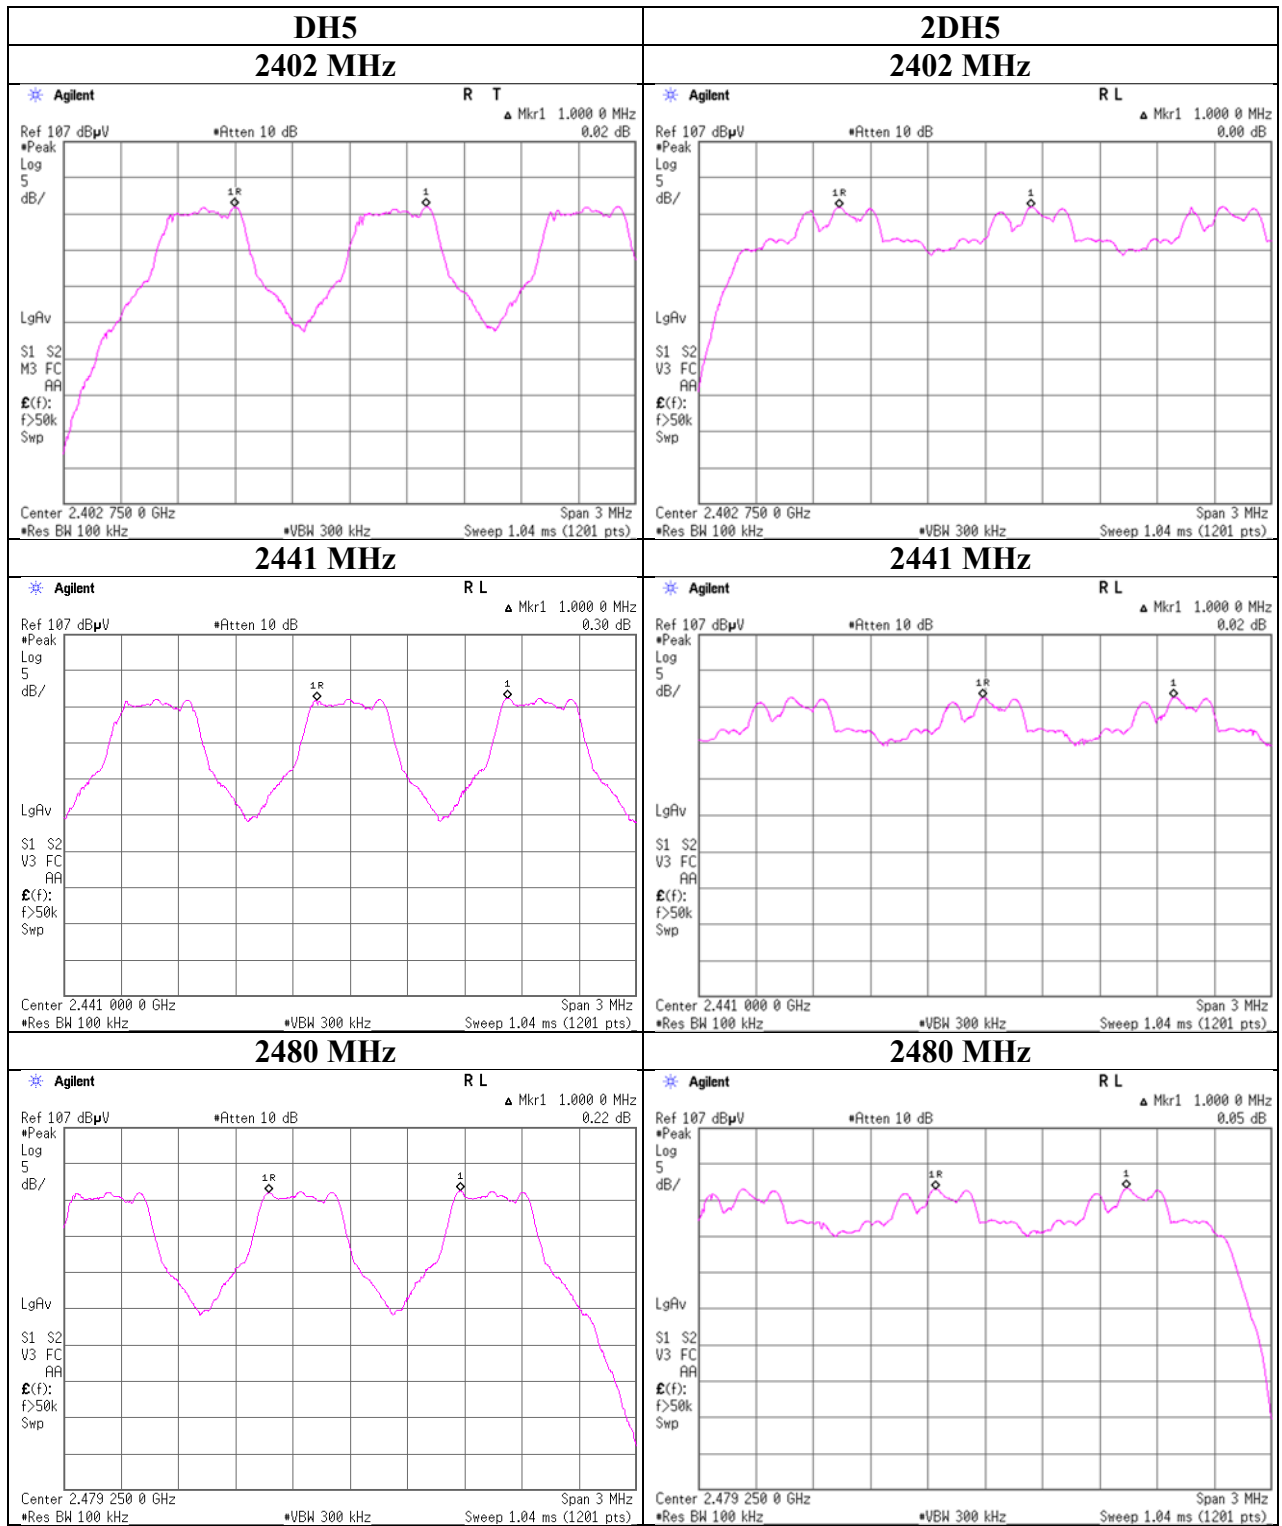 DH5 2DH5
2402 MHz 2402 MHz
Agilent R T
Δ Mkr1 1.000 0 MHz
Ref 107 dBµV #Atten 10 dB 0.02 dB
#Peak
Log
5
dB/
1R 1
LgAv
S1 S2
M3 FC
AA
£(f):
f>50k
Swp
Center 2.402 750 0 GHz Span 3 MHz
#Res BW 100 kHz #VBW 300 kHz Sweep 1.04 ms (1201 pts)
Agilent R L
Δ Mkr1 1.000 0 MHz
Ref 107 dBµV #Atten 10 dB 0.00 dB
#Peak
Log
5
dB/
1R 1
LgAv
S1 S2
V3 FC
AA
£(f):
f>50k
Swp
Center 2.402 750 0 GHz Span 3 MHz
#Res BW 100 kHz #VBW 300 kHz Sweep 1.04 ms (1201 pts)
2441 MHz 2441 MHz
Agilent R L
Δ Mkr1 1.000 0 MHz
Ref 107 dBµV #Atten 10 dB 0.30 dB
#Peak
Log
5
dB/
1R 1
LgAv
S1 S2
V3 FC
AA
£(f):
f>50k
Swp
Center 2.441 000 0 GHz Span 3 MHz
#Res BW 100 kHz #VBW 300 kHz Sweep 1.04 ms (1201 pts)
Agilent R L
Δ Mkr1 1.000 0 MHz
Ref 107 dBµV #Atten 10 dB 0.02 dB
#Peak
Log
5
dB/
1R 1
LgAv
S1 S2
V3 FC
AA
£(f):
f>50k
Swp
Center 2.441 000 0 GHz Span 3 MHz
#Res BW 100 kHz #VBW 300 kHz Sweep 1.04 ms (1201 pts)
2480 MHz 2480 MHz
Agilent R L
Δ Mkr1 1.000 0 MHz
Ref 107 dBµV #Atten 10 dB 0.22 dB
#Peak
Log
5
dB/
1R 1
LgAv
S1 S2
V3 FC
AA
£(f):
f>50k
Swp
Center 2.479 250 0 GHz Span 3 MHz
#Res BW 100 kHz #VBW 300 kHz Sweep 1.04 ms (1201 pts)
Agilent R L
Δ Mkr1 1.000 0 MHz
Ref 107 dBµV #Atten 10 dB 0.05 dB
#Peak
Log
5
dB/
1R 1
LgAv
S1 S2
V3 FC
AA
£(f):
f>50k
Swp
Center 2.479 250 0 GHz Span 3 MHz
#Res BW 100 kHz #VBW 300 kHz Sweep 1.04 ms (1201 pts)